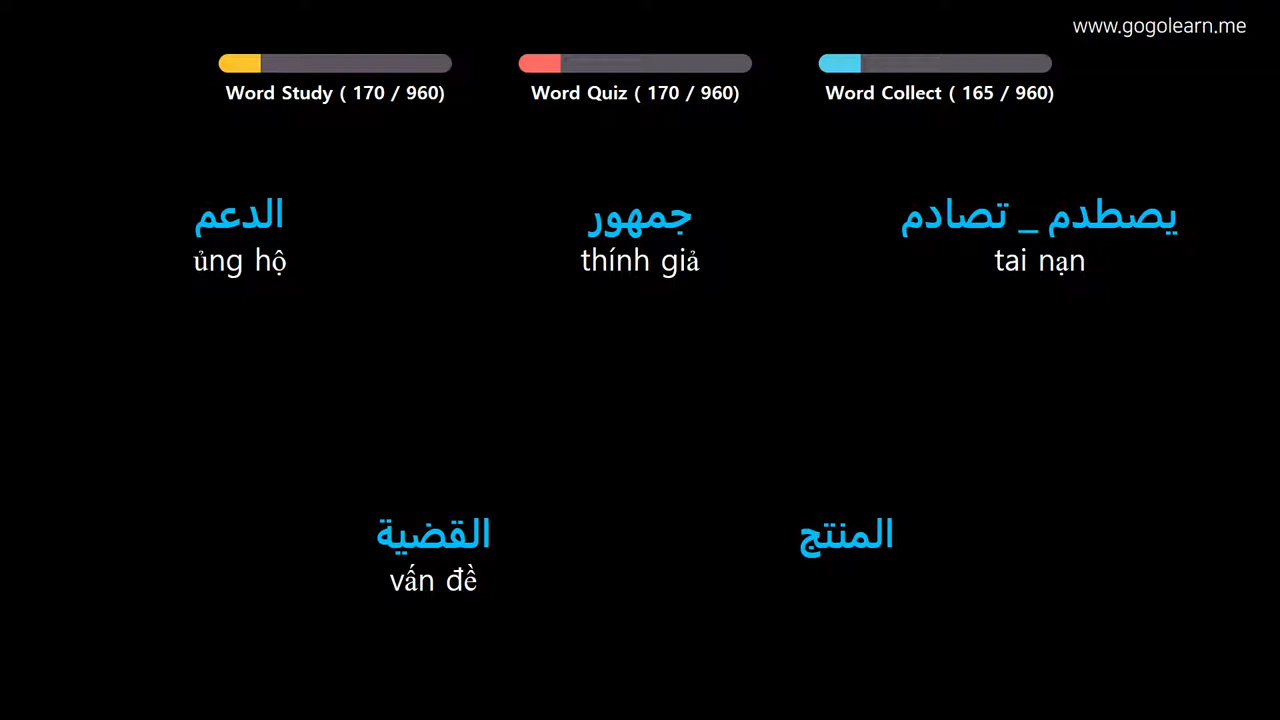 www.gogolearn.me
Word Study ( 170 / 960)
Word Quiz ( 170 / 960)
Word Collect ( 165 / 960)
الدعم
ủng hộ
جمهور
thính giả
يصطدم _ تصادم
tai nạn
القضية
vấn đề
المنتج